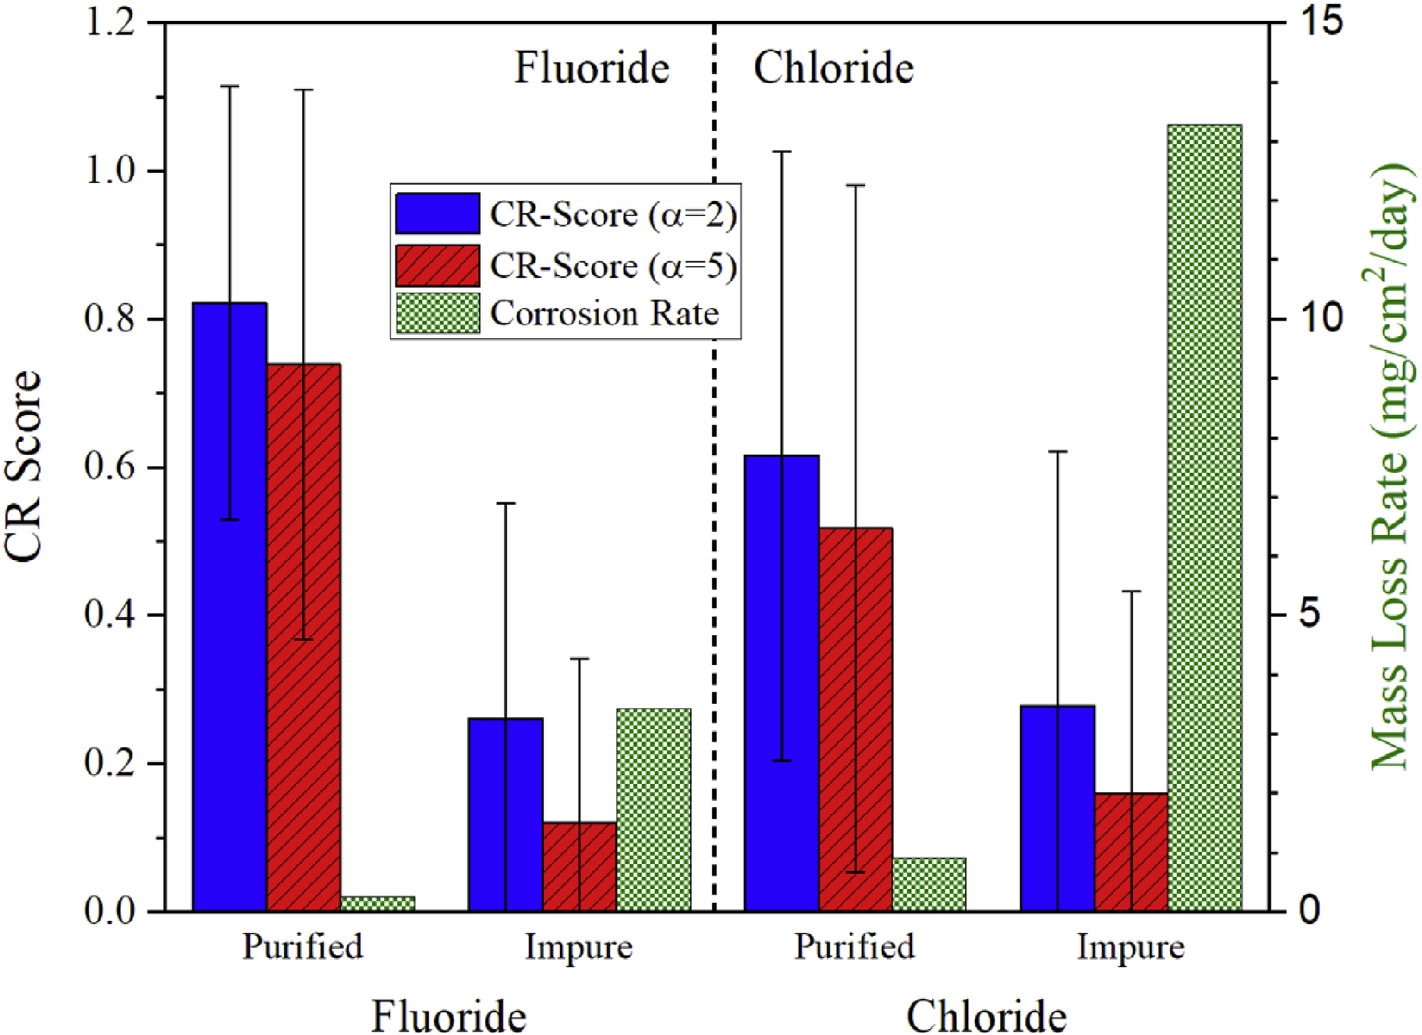 1.2
1.0
0.8
0.6
0.4
0.2
0.0
CR Score
Fluoride
Chloride
CR-Score (α=2)
CR-Score (α=5)
Corrosion Rate
15
10
5
0
Mass Loss Rate (mg/cm²/day)
Purified
Impure
Purified
Impure
Fluoride
Chloride